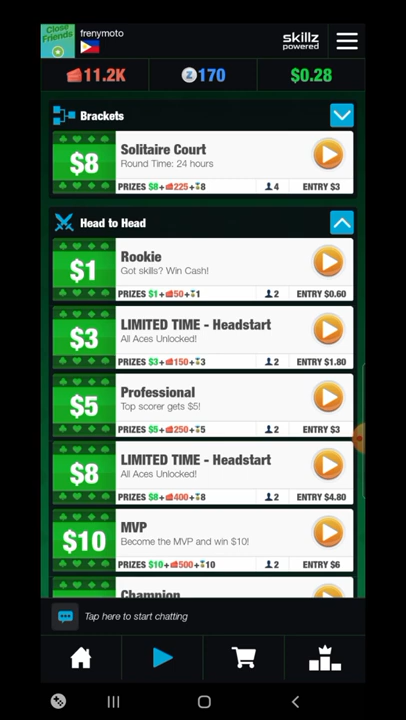 Close
Friends
frenymoto
skillz
powered
11.2K
Z 170
$0.28
Brackets
$8
Solitaire Court
Round Time: 24 hours
PRIZES $8+225+8
4
ENTRY $3
Head to Head
$1
Rookie
Got skills? Win Cash!
PRIZES $1+50+1
2
ENTRY $0.60
$3
LIMITED TIME - Headstart
All Aces Unlocked!
PRIZES $3+150+3
2
ENTRY $1.80
$5
Professional
Top scorer gets $5!
PRIZES $5+250+5
2
ENTRY $3
$8
LIMITED TIME - Headstart
All Aces Unlocked!
PRIZES $8+400+8
2
ENTRY $4.80
$10
MVP
Become the MVP and win $10!
PRIZES $10+500+10
2
ENTRY $6
Champion
Tap here to start chatting